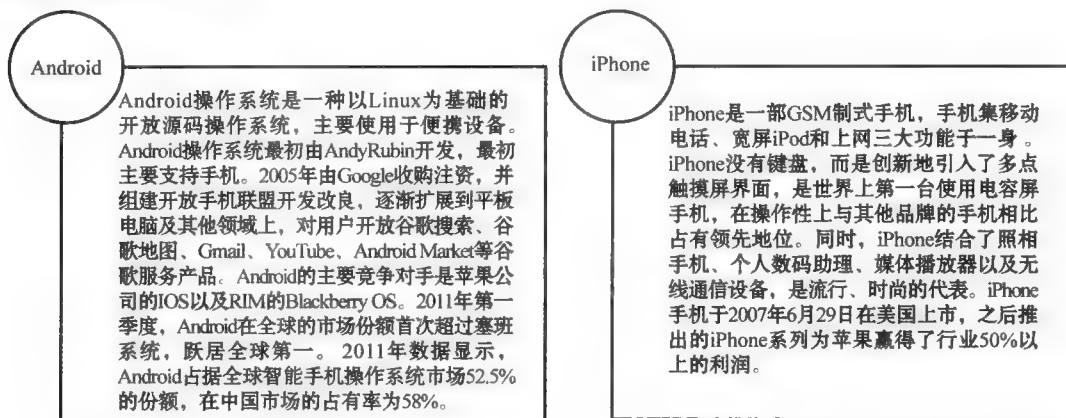 Android
Android操作系统是一种以Linux为基础的
开放源码操作系统，主要使用于便携设备。
Android操作系统最初由AndyRubin开发，最初
主要支持手机。2005年由Google收购注资，并
组建开放手机联盟开发改良，逐渐扩展到平板
电脑及其他领域上，对用户开放谷歌搜索、谷
歌地图、Gmail、YouTube、Android Market等谷
歌服务产品。Android的主要竞争对手是苹果公
司的IOS以及RIM的Blackberry OS。2011年第一
季度，Android在全球的市场份额首次超过塞班
系统，跃居全球第一。 2011年数据显示，
Android占据全球智能手机操作系统市场52.5%
的份额，在中国市场的占有率为58%。
iPhone
iPhone是一部GSM制式手机，手机集移动
电话、宽屏iPod和上网三大功能于一身。
iPhone没有键盘，而是创新地引入了多点
触摸屏界面，是世界上第一台使用电容屏
手机，在操作性上与其他品牌的手机相比
占有领先地位。同时，iPhone结合了照相
手机、个人数码助理、媒体播放器以及无
线通信设备，是流行、时尚的代表。iPhone
手机于2007年6月29日在美国上市，之后推
出的iPhone系列为苹果赢得了行业50%以
上的利润。